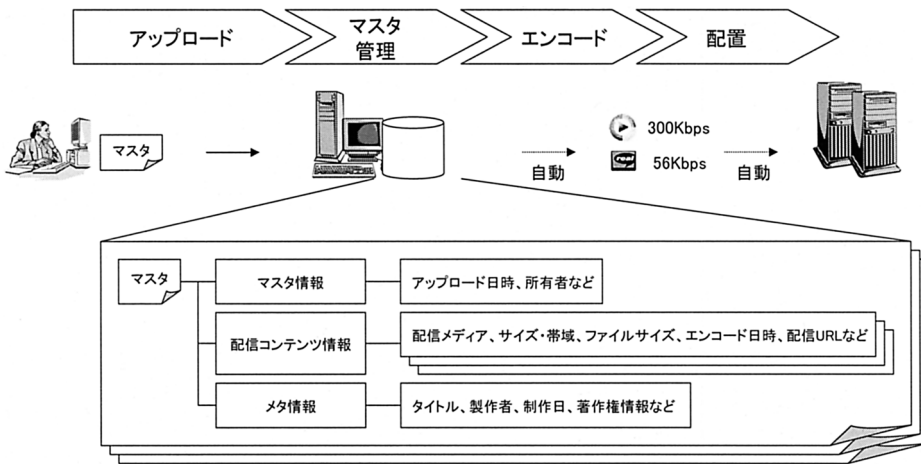 アップロード
マスタ
管理
エンコード
配置
マスタ
300Kbps
56Kbps
自動
自動
マスタ
マスタ情報
アップロード日時、所有者など
配信コンテンツ情報
配信メディア、サイズ・帯域、ファイルサイズ、エンコード日時、配信URLなど
メタ情報
タイトル、製作者、制作日、著作権情報など